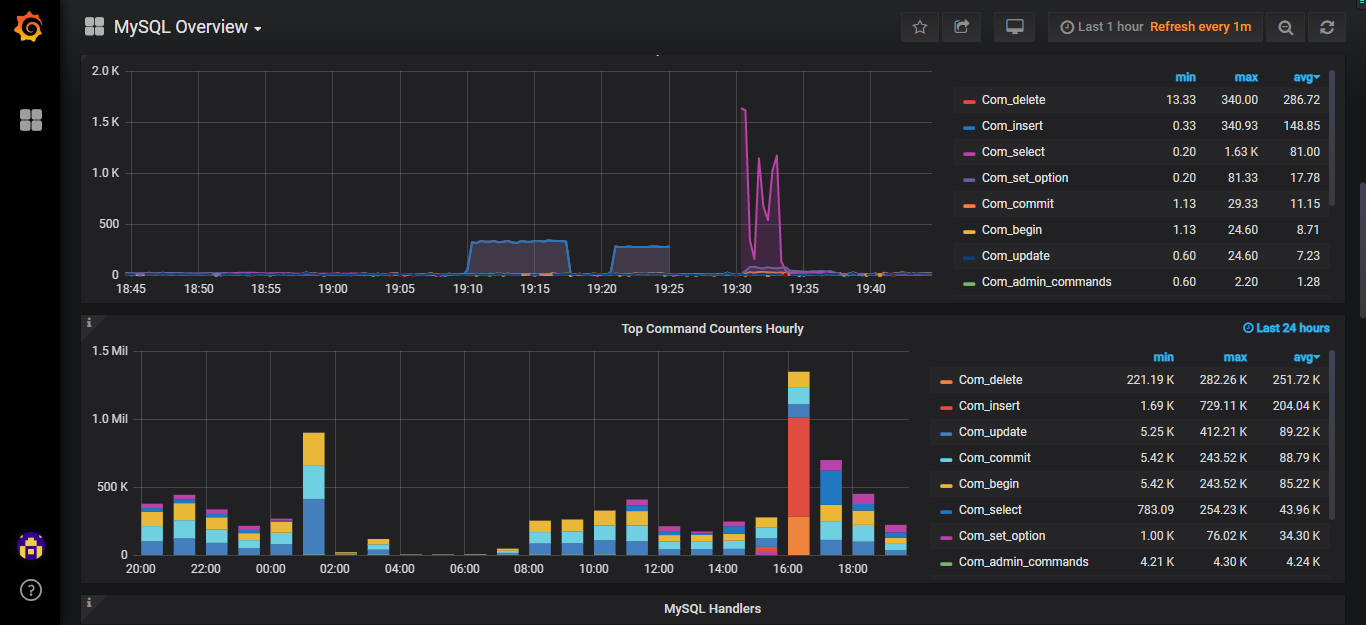 MySQL Overview
Last 1 hour Refresh every 1m
2.0 K
1.5 K
1.0 K
500
0
18:45 18:50 18:55 19:00 19:05 19:10 19:15 19:20 19:25 19:30 19:35 19:40
min max avg
Com_delete 13.33 340.00 286.72
Com_insert 0.33 340.93 148.85
Com_select 0.20 1.63 K 81.00
Com_set_option 0.20 81.33 17.78
Com_commit 1.13 29.33 11.15
Com_begin 1.13 24.60 8.71
Com_update 0.60 24.60 7.23
Com_admin_commands 0.60 2.20 1.28
i
Top Command Counters Hourly
Last 24 hours
1.5 Mil
1.0 Mil
500 K
0
20:00 22:00 00:00 02:00 04:00 06:00 08:00 10:00 12:00 14:00 16:00 18:00
min max avg
Com_delete 221.19 K 282.26 K 251.72 K
Com_insert 1.69 K 729.11 K 204.04 K
Com_update 5.25 K 412.21 K 89.22 K
Com_commit 5.42 K 243.52 K 88.79 K
Com_begin 5.42 K 243.52 K 85.22 K
Com_select 783.09 254.23 K 43.96 K
Com_set_option 1.00 K 76.02 K 34.30 K
Com_admin_commands 4.21 K 4.30 K 4.24 K
?
i
MySQL Handlers